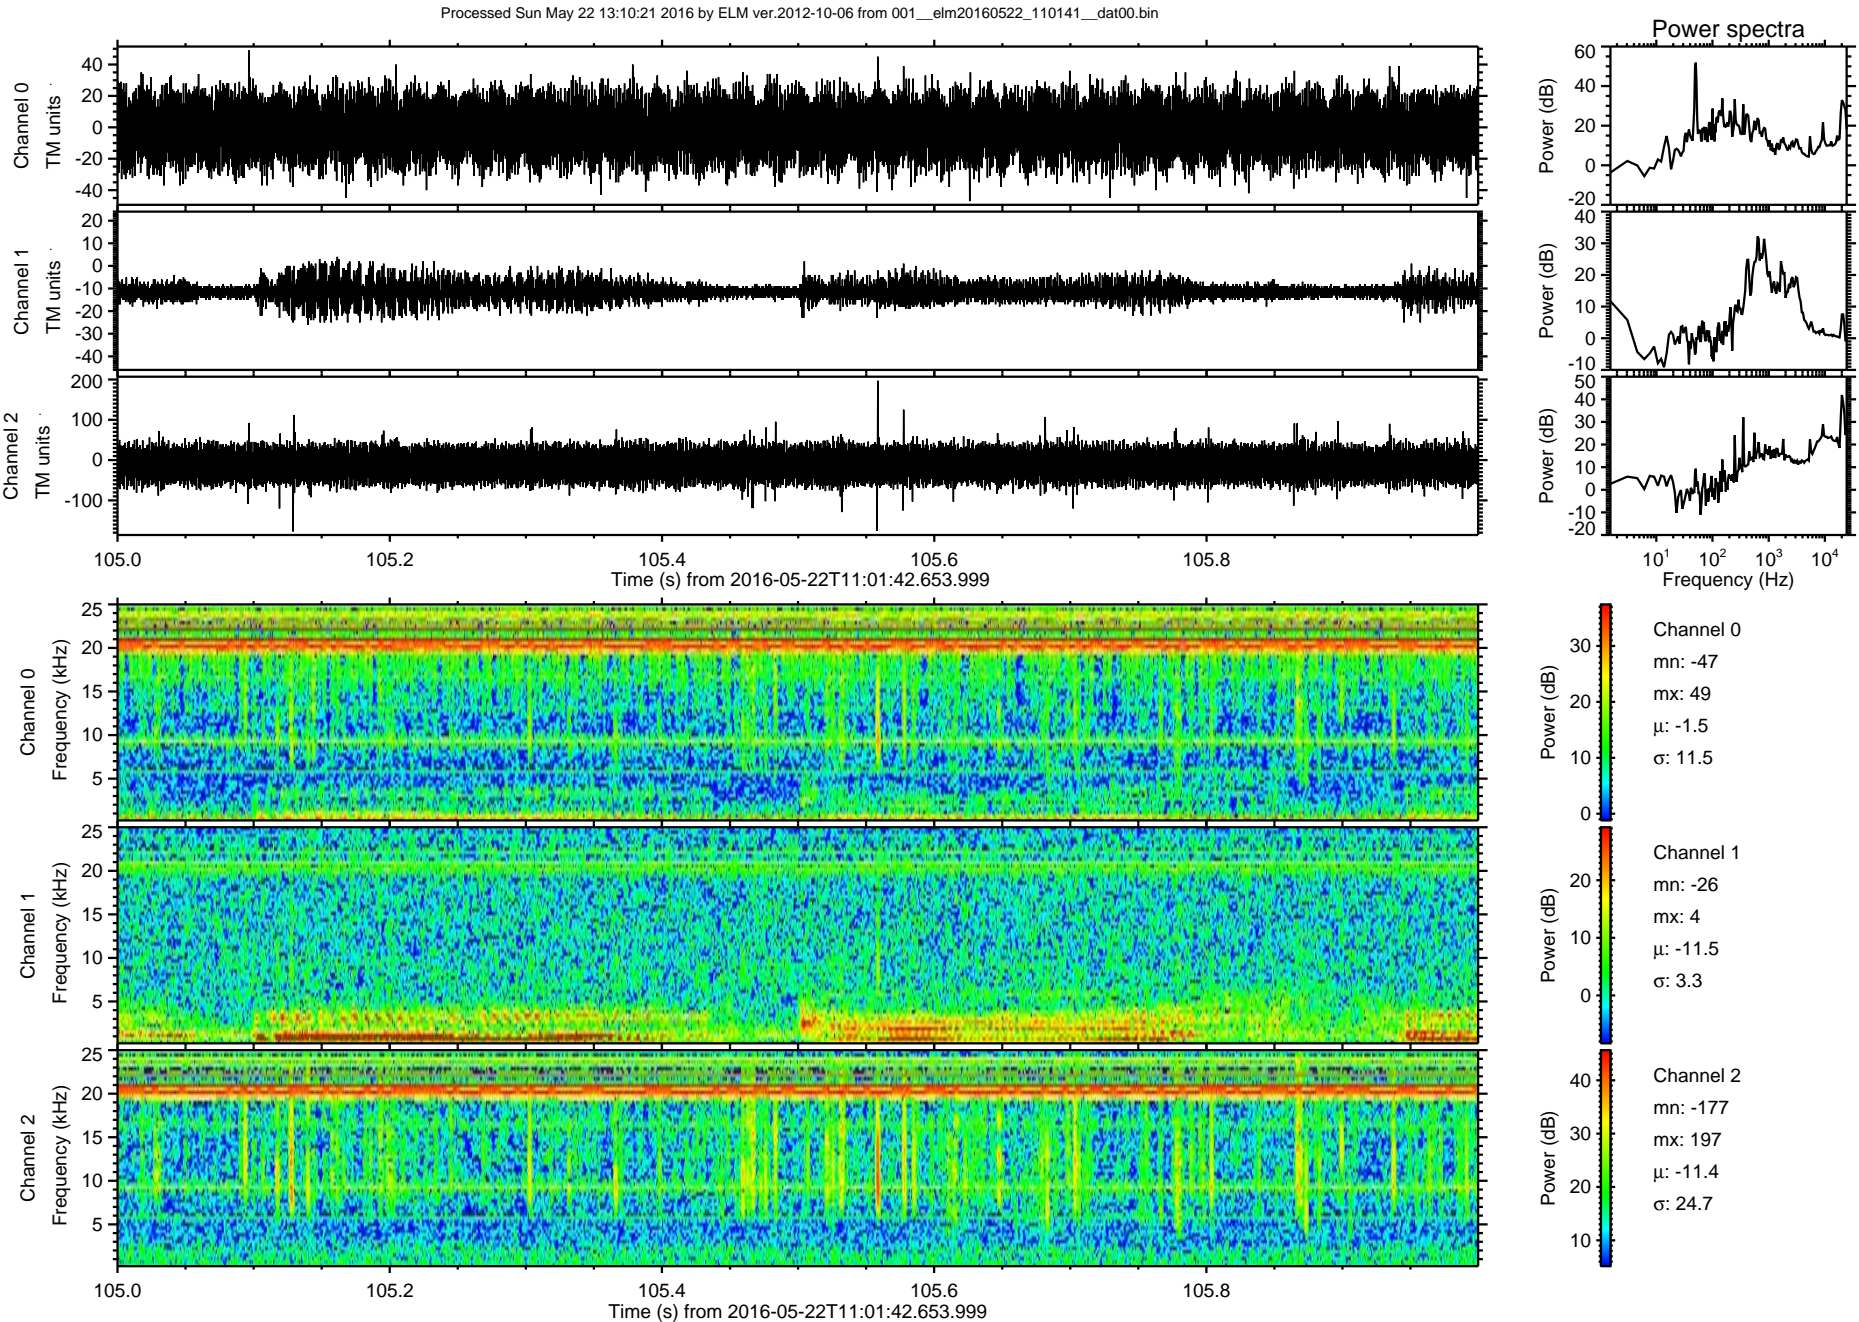 Processed Sun May 22 13:10:21 2016 by ELM ver.2012-10-06 from 001__elm20160522_110141__dat00.bin
Power spectra
Channel 0
TM units
40
20
0
-20
-40
Power (dB)
60
40
20
0
-20
Channel 1
TM units
20
10
0
-10
-20
-30
-40
Power (dB)
40
30
20
10
0
-10
Channel 2
TM units
200
100
0
-100
Power (dB)
50
40
30
20
10
0
-10
-20
105.0 105.2 105.4 105.6 105.8
Time (s) from 2016-05-22T11:01:42.653.999
10^1 10^2 10^3 10^4
Frequency (Hz)
Channel 0
Frequency (kHz)
25
20
15
10
5
Power (dB)
30
20
10
0
Channel 0
mn: -47
mx: 49
μ: -1.5
σ: 11.5
Channel 1
Frequency (kHz)
25
20
15
10
5
Power (dB)
20
10
0
Channel 1
mn: -26
mx: 4
μ: -11.5
σ: 3.3
Channel 2
Frequency (kHz)
25
20
15
10
5
Power (dB)
40
30
20
10
Channel 2
mn: -177
mx: 197
μ: -11.4
σ: 24.7
105.0 105.2 105.4 105.6 105.8
Time (s) from 2016-05-22T11:01:42.653.999